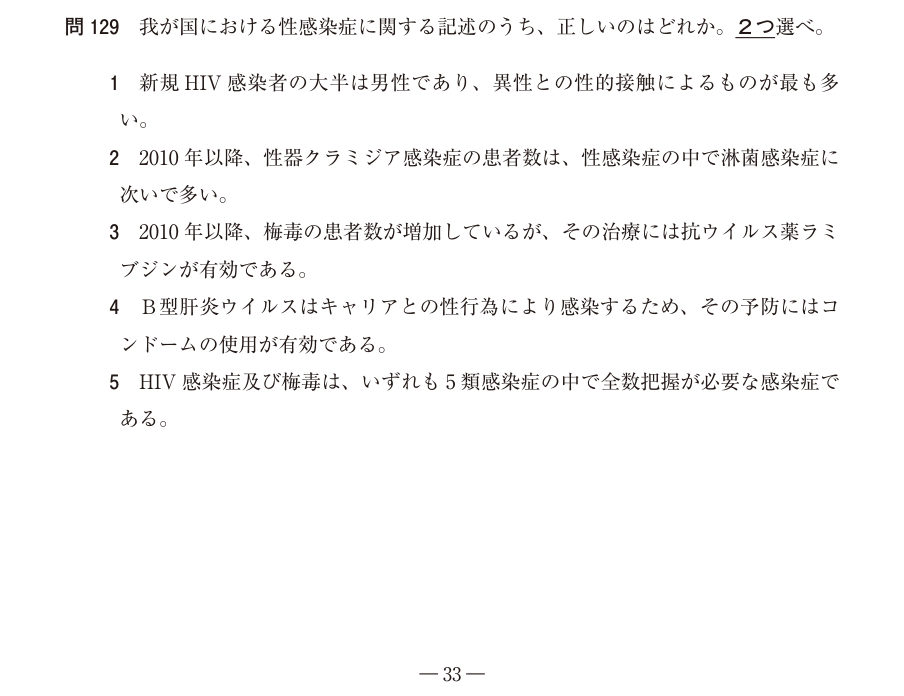 問 129　我が国における性感染症に関する記述のうち、正しいのはどれか。２つ選べ。
1　新規 HIV 感染者の大半は男性であり、異性との性的接触によるものが最も多
い。
2　2010 年以降、性器クラミジア感染症の患者数は、性感染症の中で淋菌感染症に
次いで多い。
3　2010 年以降、梅毒の患者数が増加しているが、その治療には抗ウイルス薬ラミ
ブジンが有効である。
4　Ｂ型肝炎ウイルスはキャリアとの性行為により感染するため、その予防にはコ
ンドームの使用が有効である。
5　HIV 感染症及び梅毒は、いずれも５類感染症の中で全数把握が必要な感染症で
ある。
― 33 ―